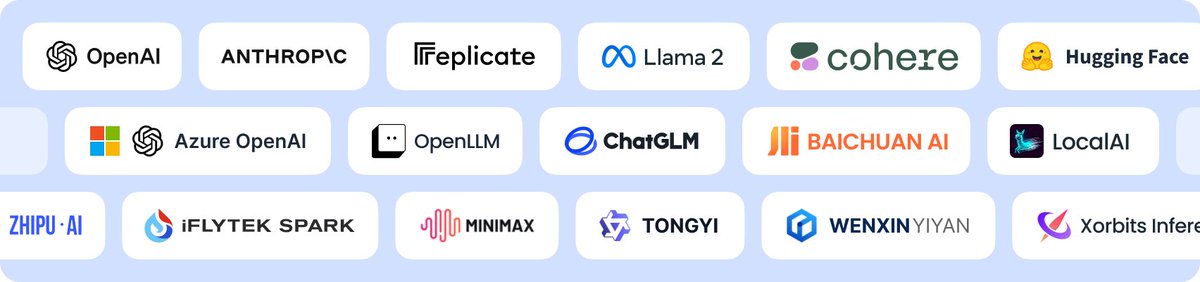 OpenAI ANTHROP\C Replicate Llama 2 cohere Hugging Face
Azure OpenAI OpenLLM ChatGLM BAICHUAN AI LocalAI
ZHIPU·AI iFLYTEK SPARK MINIMAX TONGYI WENXIN YIYAN Xorbits Infere